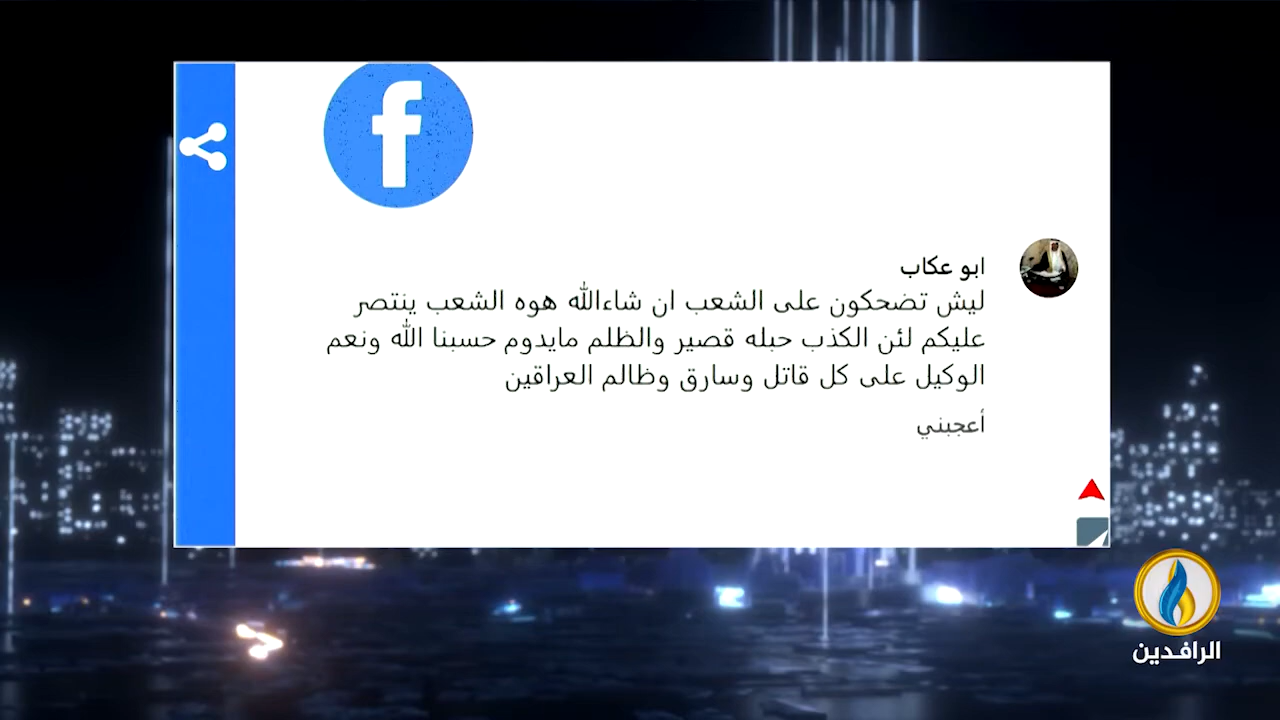 ابو عكاب
ليش تضحكون على الشعب ان شاءالله هوه الشعب ينتصر
عليكم لئن الكذب حبله قصير والظلم مايدوم حسبنا الله ونعم
الوكيل على كل قاتل وسارق وظالم العراقين
أعجبني
الرافدين